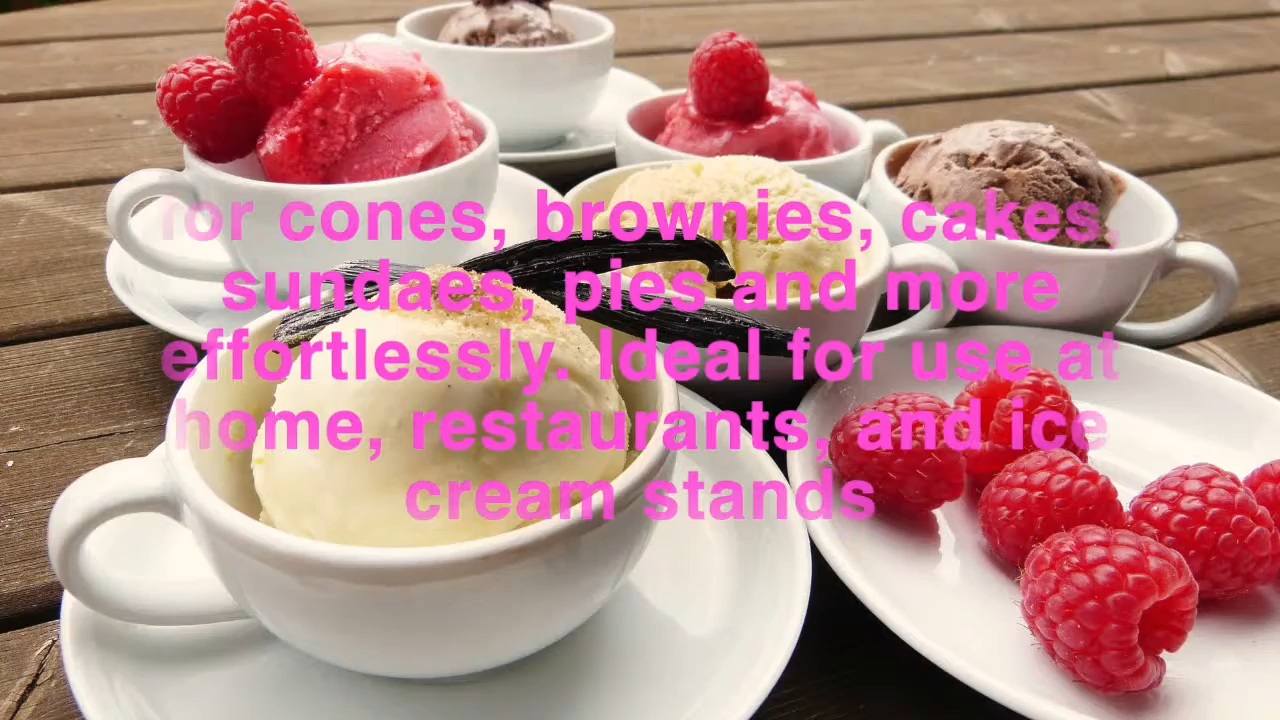 for cones, brownies, cakes,
sundaes, pies and more
effortlessly. Ideal for use at
home, restaurants, and ice
cream stands